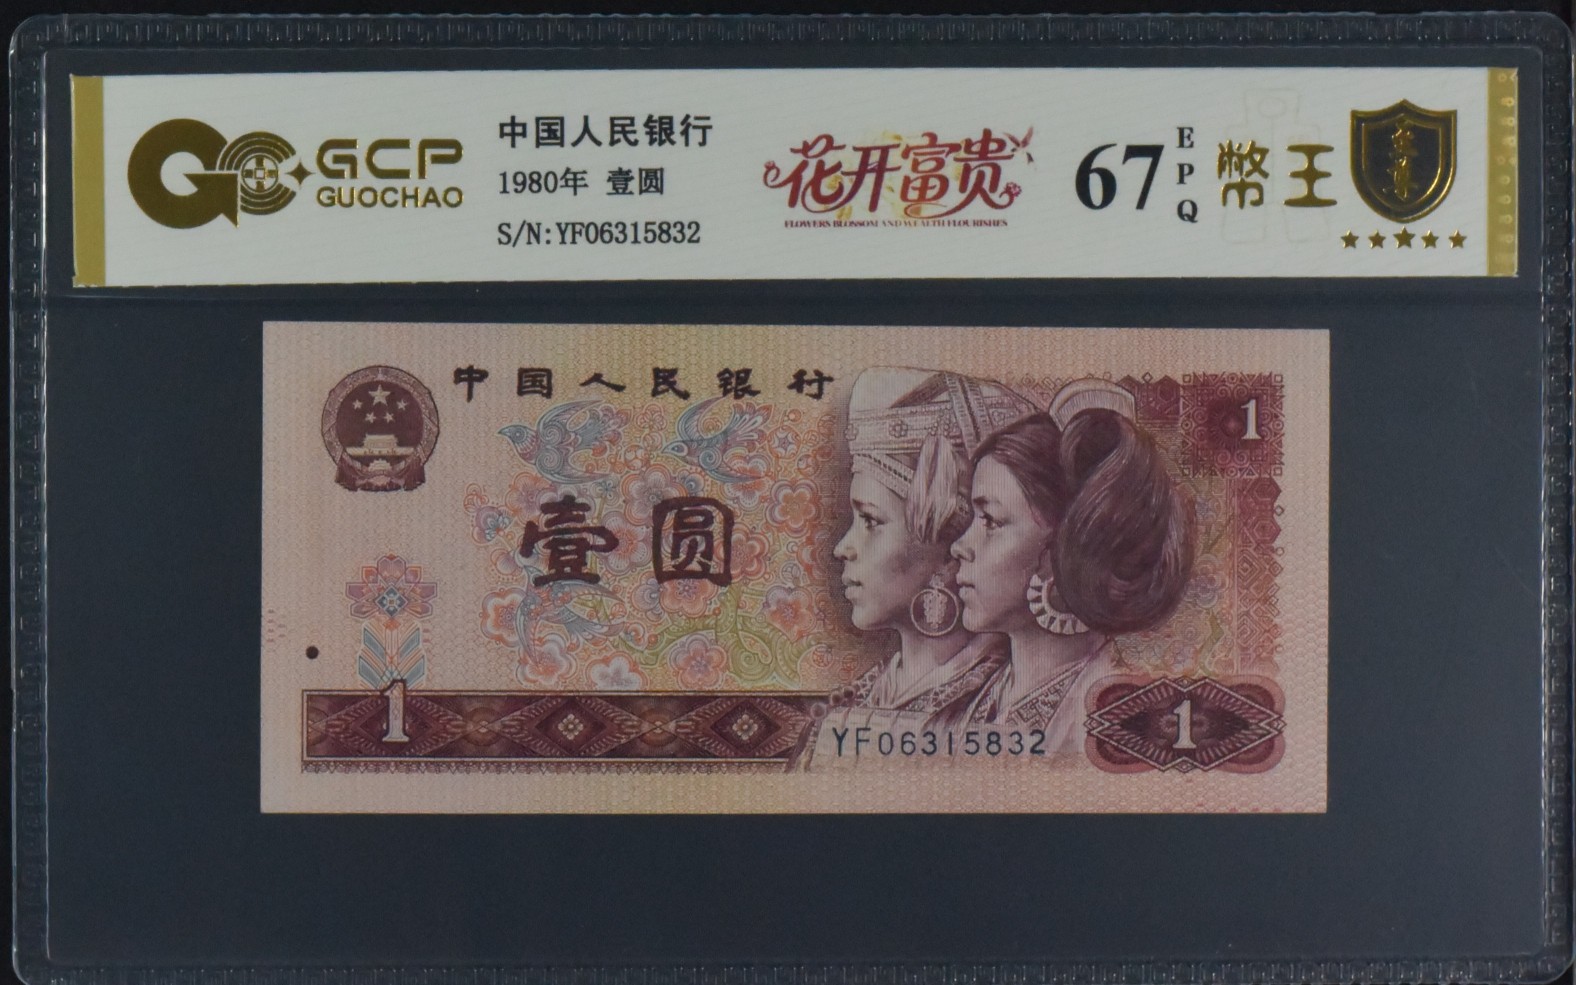 GCP
GUOCHAO
中国人民银行
1980年 壹圆
S/N:YF06315832
花开富贵
FLOWERS BLOSSOM AND WEALTH FLOURISHES
67
EPQ
幣王
中国人民银行
1
壹圆
1
YF06315832
1